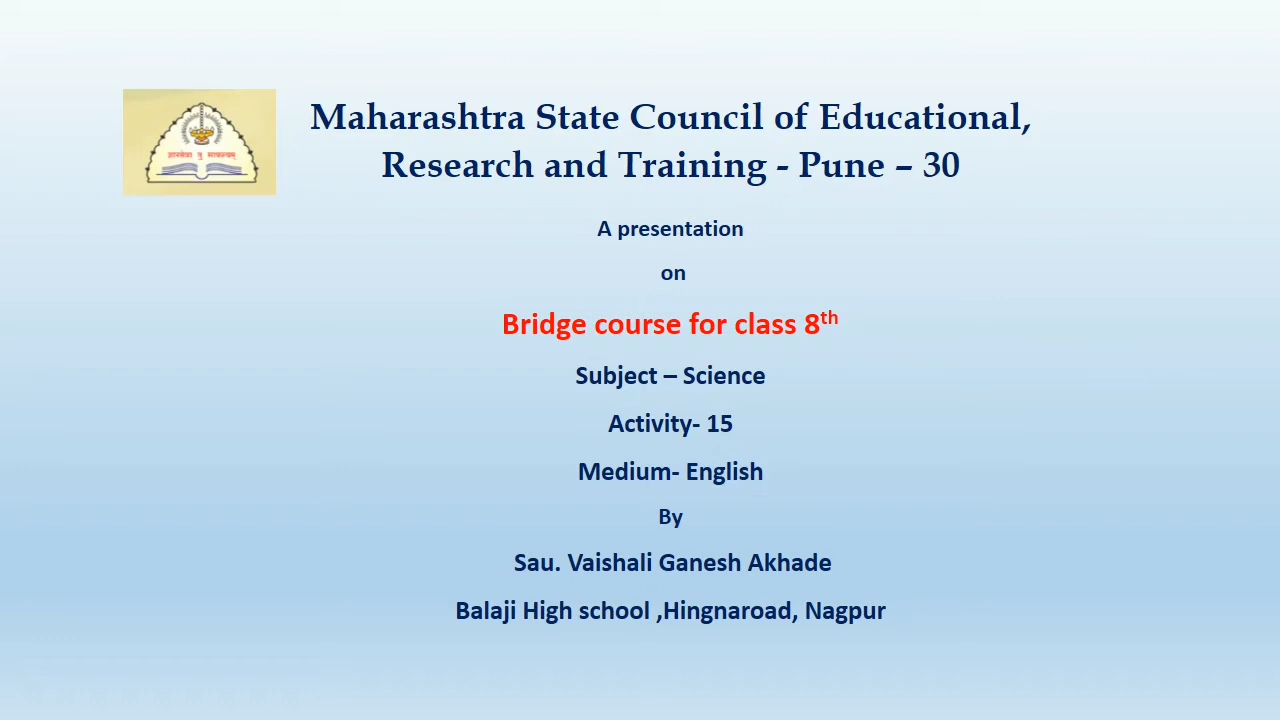 Maharashtra State Council of Educational,
Research and Training - Pune – 30
ज्ञानसेवा तु
A presentation
on
Bridge course for class 8th
Subject – Science
Activity- 15
Medium- English
By
Sau. Vaishali Ganesh Akhade
Balaji High school ,Hingnaroad, Nagpur